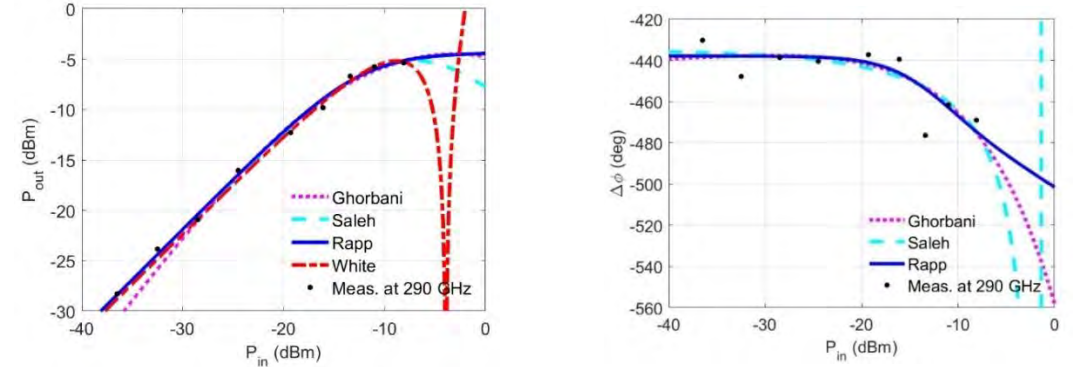 0
-5
-10
-15
-20
-25
-30
P_out (dBm)
-40 -30 -20 -10 0
P_in (dBm)
Ghorbani
Saleh
Rapp
White
Meas. at 290 GHz
-420
-440
-460
-480
-500
-520
-540
-560
Δϕ (deg)
-40 -30 -20 -10 0
P_in (dBm)
Ghorbani
Saleh
Rapp
Meas. at 290 GHz